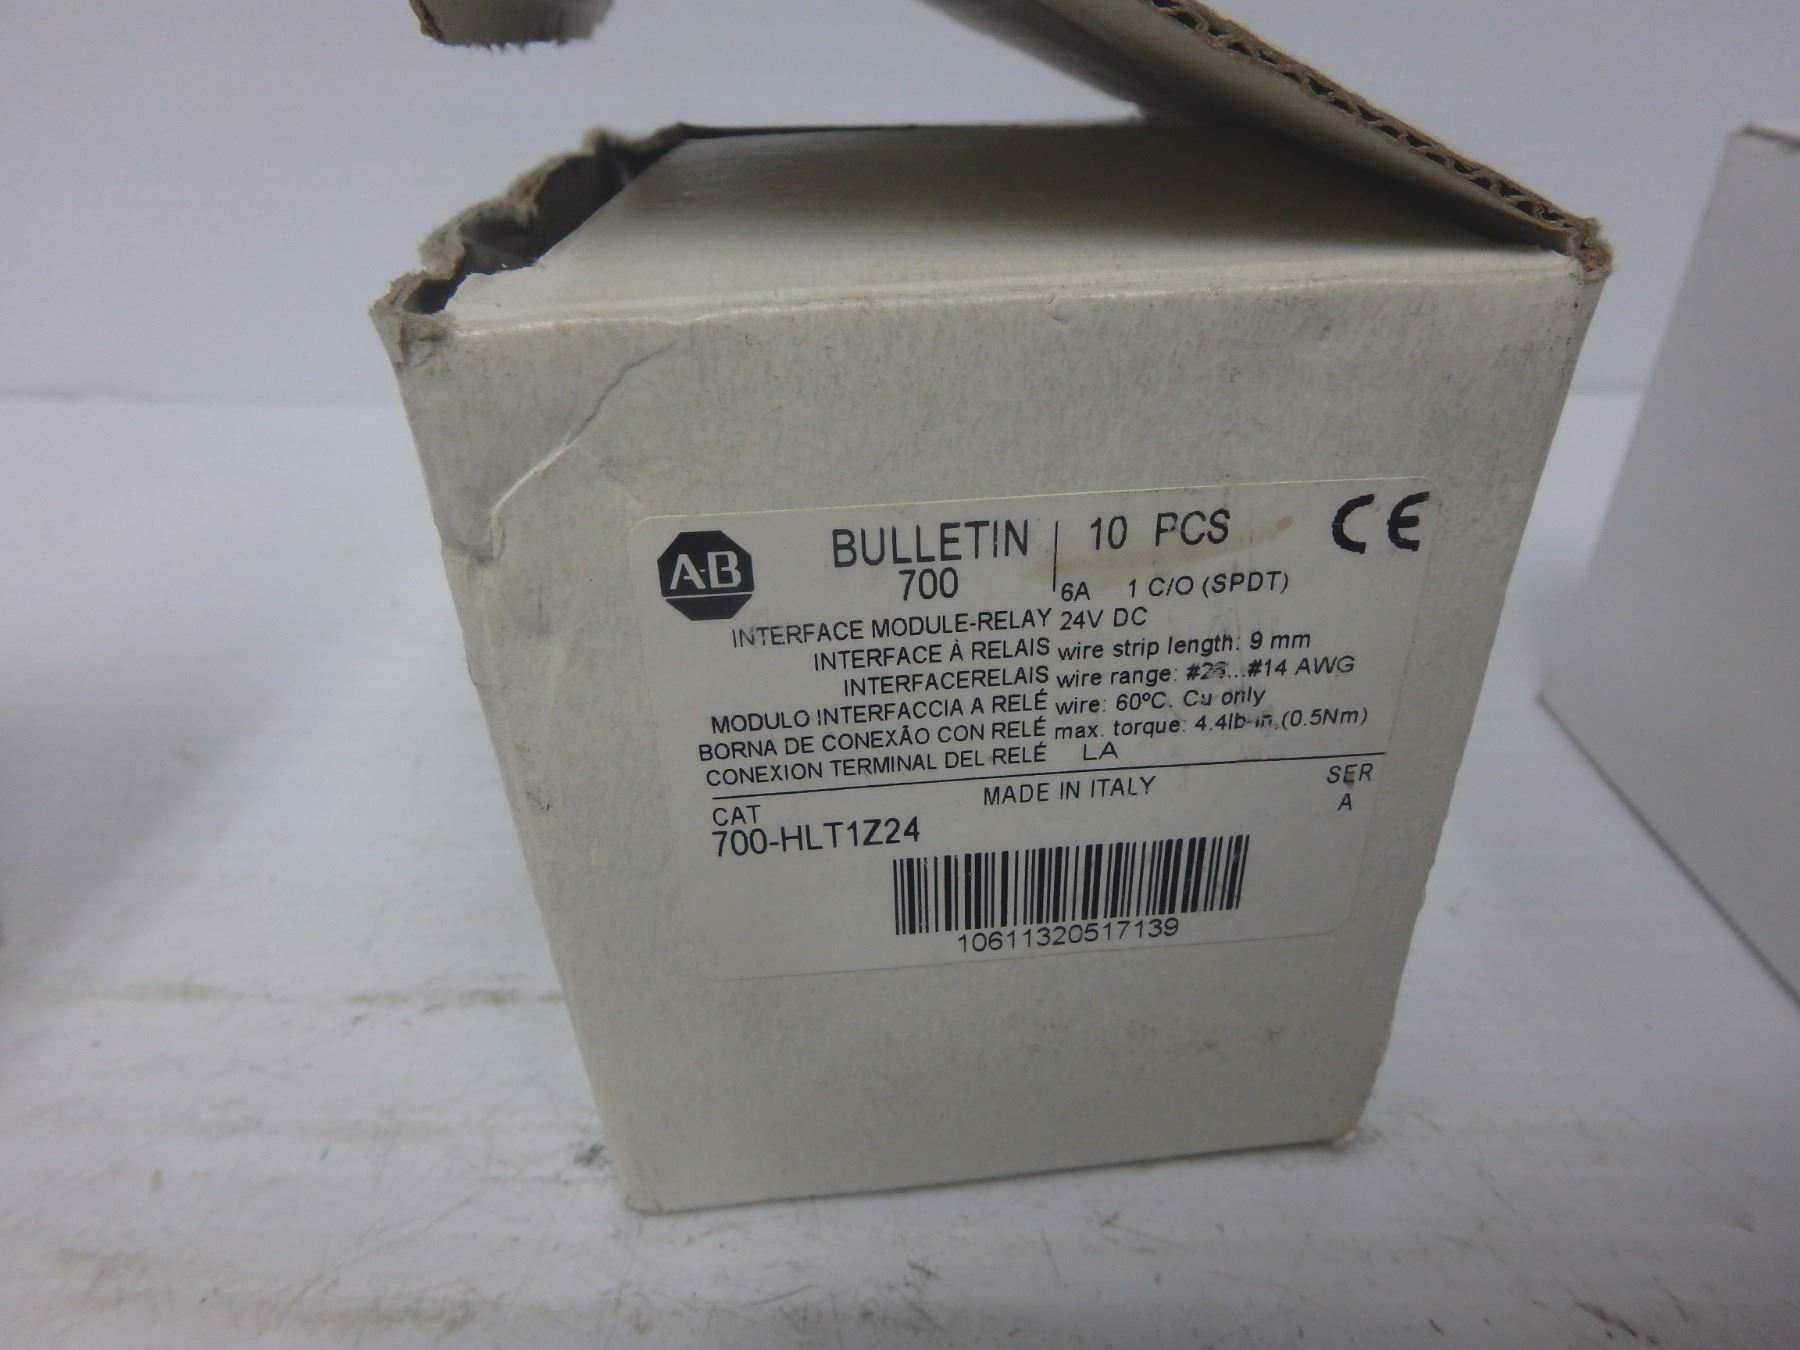 A-B
BULLETIN 10 PCS CE
700 6A 1 C/O (SPDT)
INTERFACE MODULE-RELAY 24V DC
INTERFACE À RELAIS wire strip length: 9 mm
INTERFACERELAIS wire range: ...#14 AWG
MODULO INTERFACCIA A RELÉ wire: 60ºC. Cu only
BORNA DE CONEXÃO CON RELÉ max. torque: 4.4lb-in.(0.5Nm)
CONEXION TERMINAL DEL RELÉ LA
CAT MADE IN ITALY SER
700-HLT1Z24 A
10611320517139